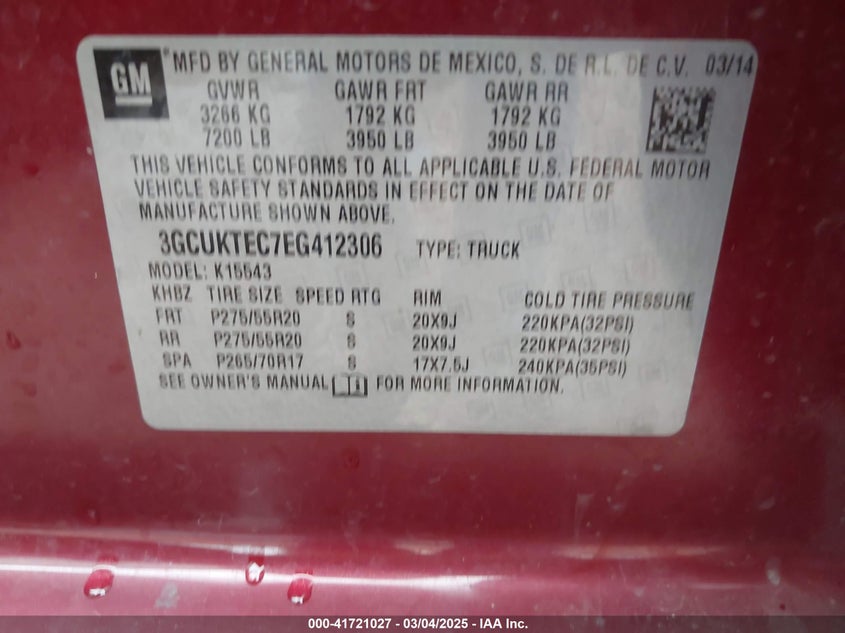 GM ® MFD BY GENERAL MOTORS DE MEXICO, S. DE R.L. DE C.V. 03/14
GVWR GAWR FRT GAWR RR
3266 KG 1792 KG 1792 KG
7200 LB 3950 LB 3950 LB
THIS VEHICLE CONFORMS TO ALL APPLICABLE U.S. FEDERAL MOTOR
VEHICLE SAFETY STANDARDS IN EFFECT ON THE DATE OF
MANUFACTURE SHOWN ABOVE.
3GCUKTEC7EG412306 TYPE: TRUCK
MODEL: K15543
KHBZ TIRE SIZE SPEED RTG RIM COLD TIRE PRESSURE
FRT P275/55R20 S 20X9J 220KPA(32PSI)
RR P275/55R20 S 20X9J 220KPA(32PSI)
SPA P265/70R17 S 17X7.5J 240KPA(35PSI)
SEE OWNER'S MANUAL FOR MORE INFORMATION.
000-41721027 - 03/04/2025 - IAA Inc.